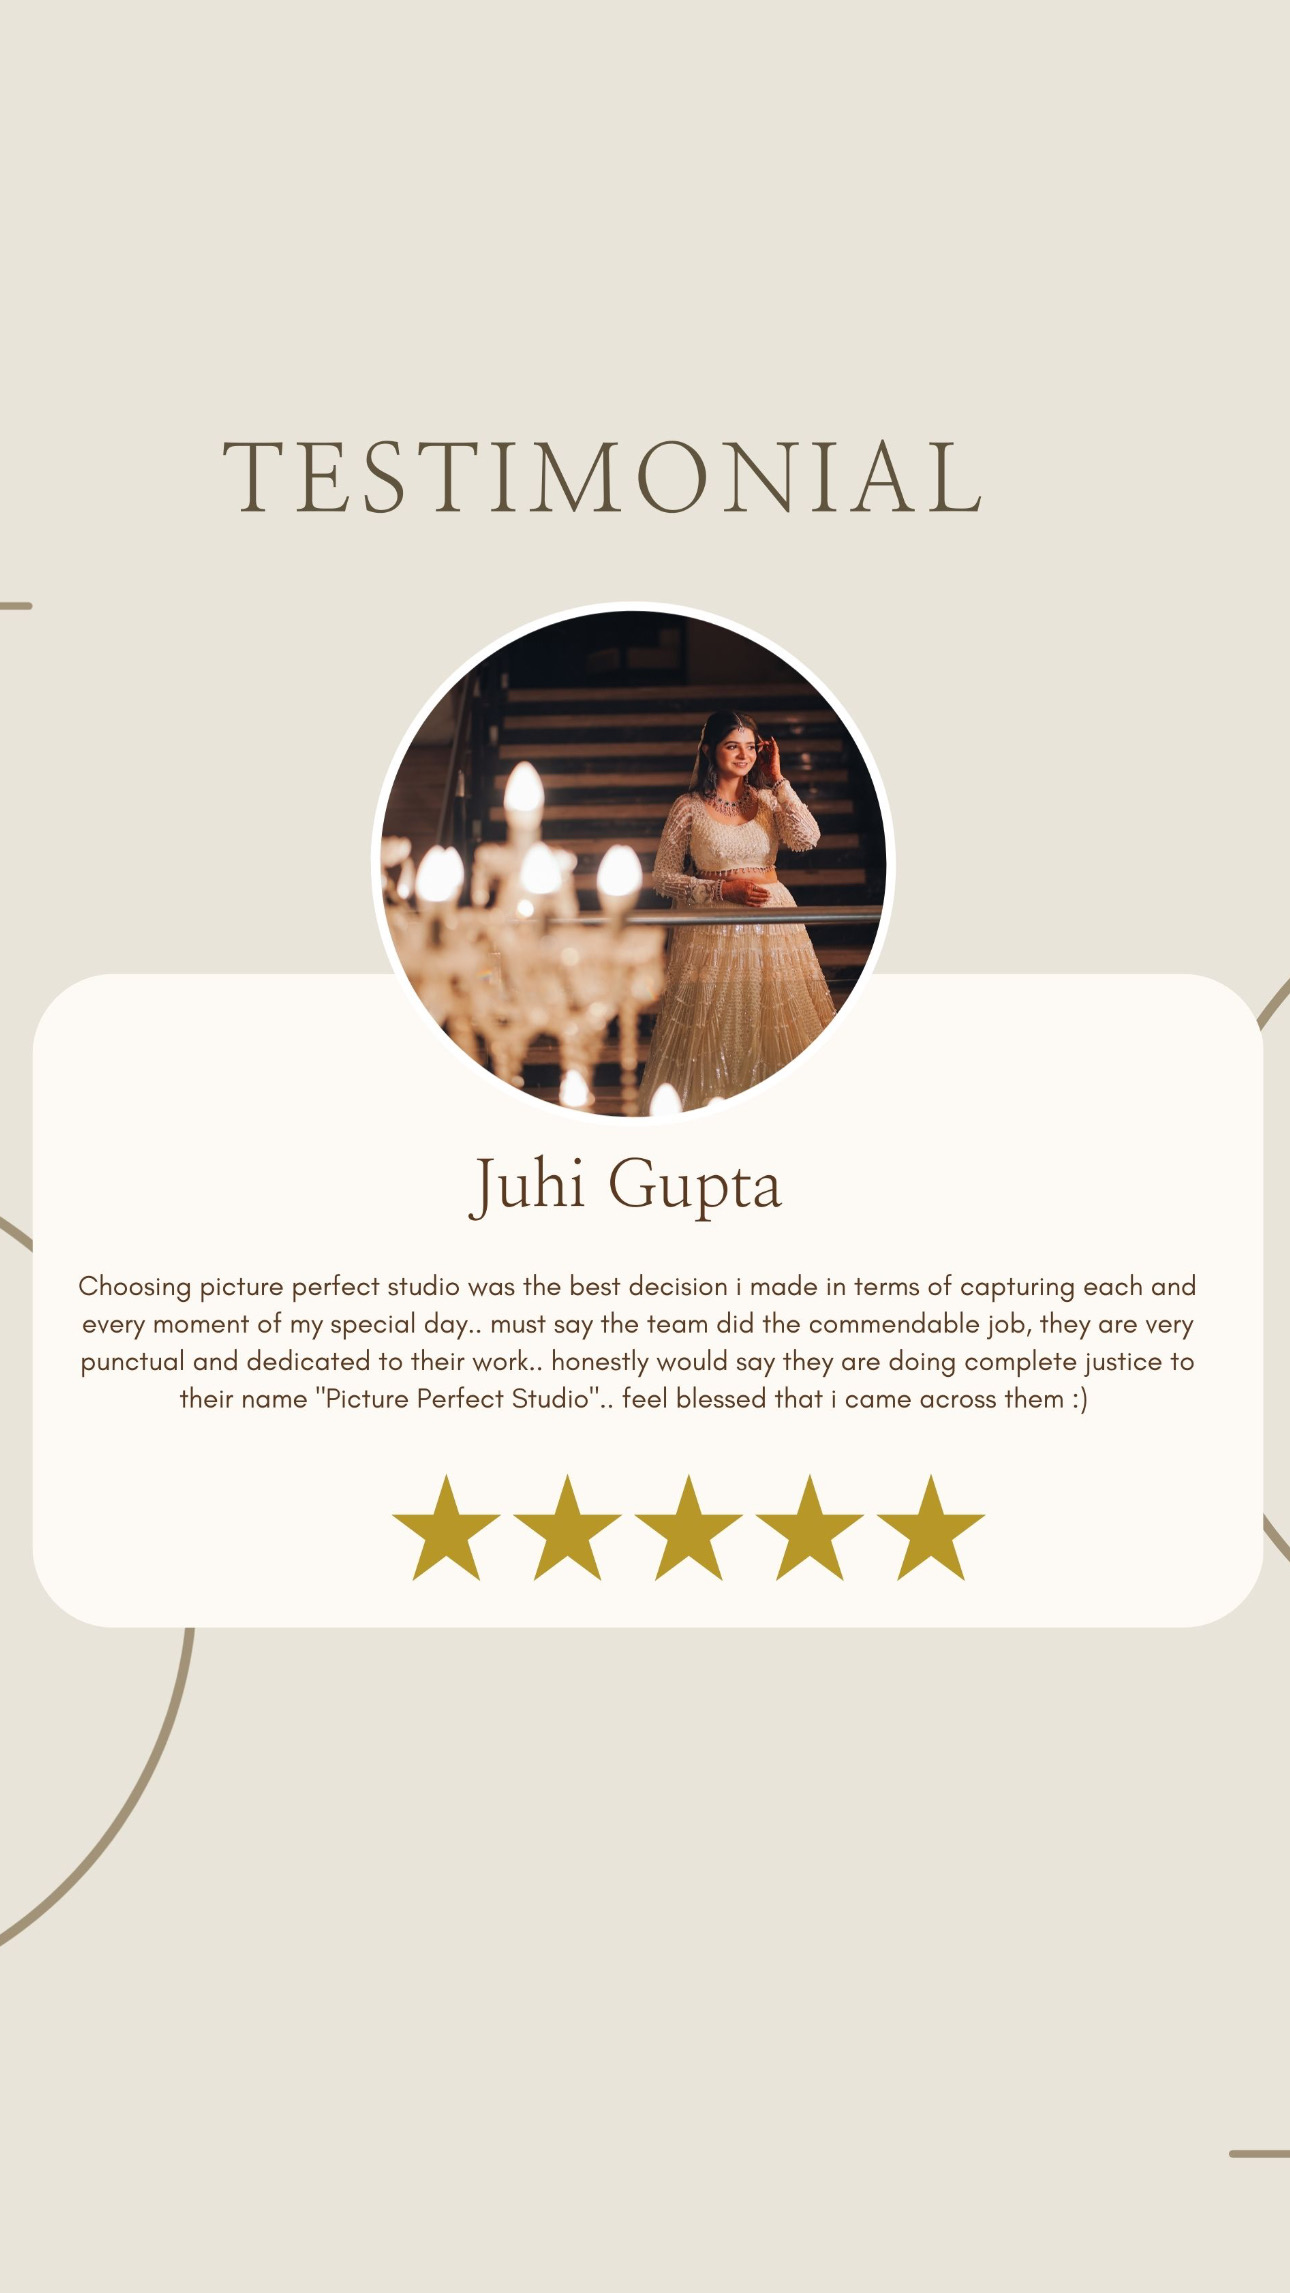 TESTIMONIAL
Juhi Gupta
Choosing picture perfect studio was the best decision i made in terms of capturing each and
every moment of my special day.. must say the team did the commendable job, they are very
punctual and dedicated to their work.. honestly would say they are doing complete justice to
their name "Picture Perfect Studio".. feel blessed that i came across them :)